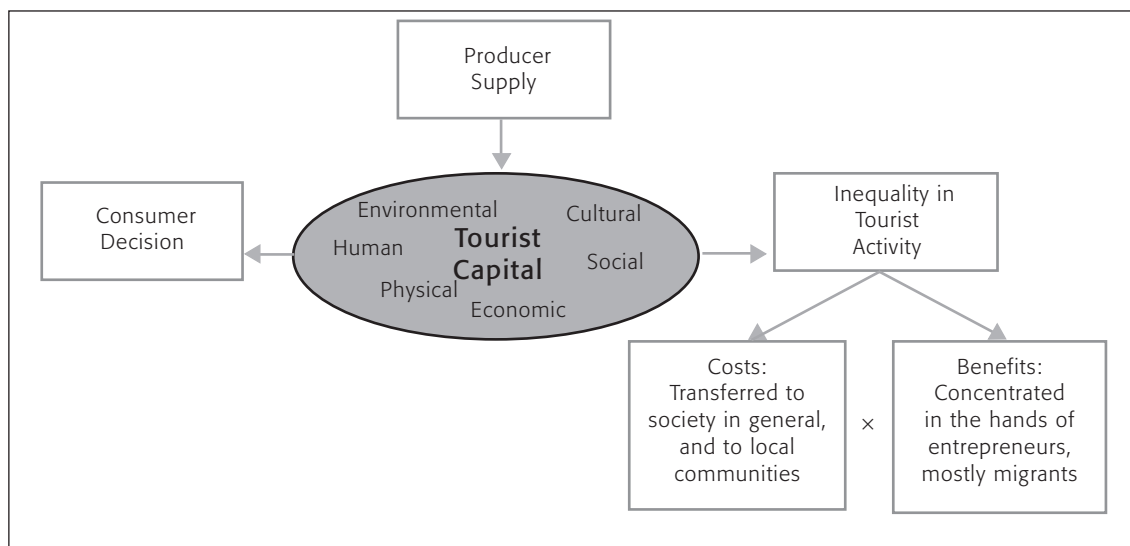 Producer
Supply
Consumer
Decision
Environmental
Cultural
Human
Tourist
Capital
Social
Physical
Economic
Inequality in
Tourist
Activity
Costs:
Transferred to
society in general,
and to local
communities
×
Benefits:
Concentrated
in the hands of
entrepreneurs,
mostly migrants